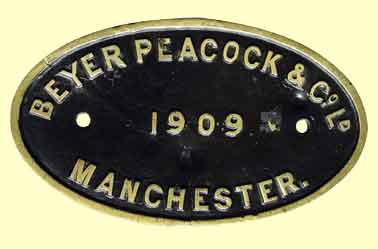 BEYER PEACOCK & Co LD
1909
MANCHESTER.